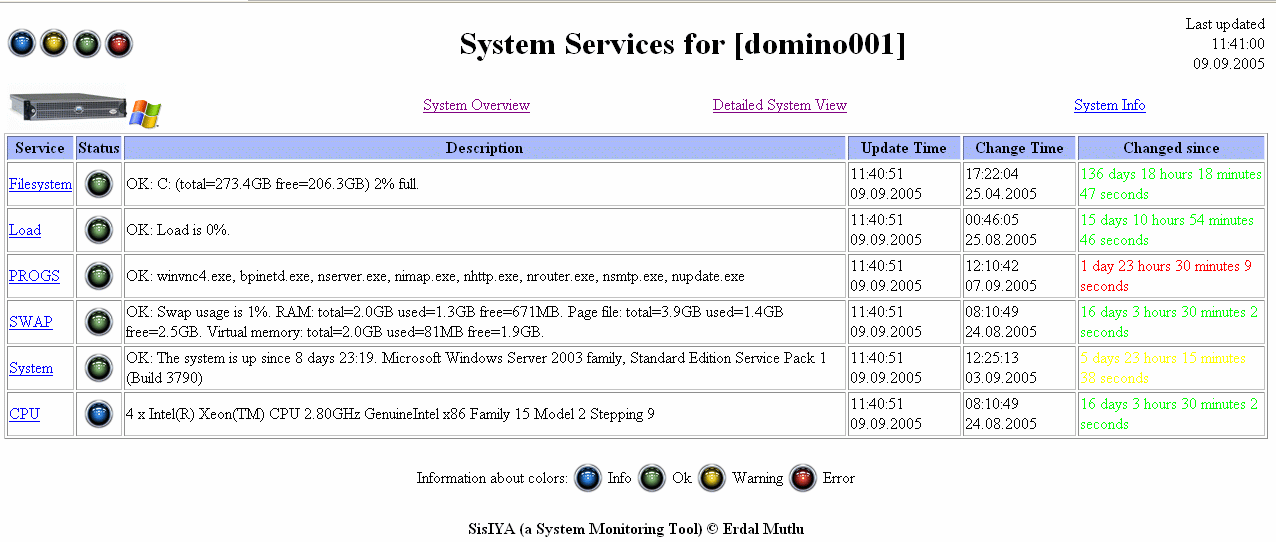 System Services for [domino001]
Last updated
11:41:00
09.09.2005
System Overview
Detailed System View
System Info
Service Status Description Update Time Change Time Changed since
Filesystem
OK: C: (total=273.4GB free=206.3GB) 2% full.
11:40:51
09.09.2005
17:22:04
25.04.2005
136 days 18 hours 18 minutes
47 seconds
Load
OK: Load is 0%.
11:40:51
09.09.2005
00:46:05
25.08.2005
15 days 10 hours 54 minutes
46 seconds
PROGS
OK: winvnc4.exe, bpinetd.exe, nserver.exe, nimap.exe, nhttp.exe, nrouter.exe, nsmtp.exe, nupdate.exe
11:40:51
09.09.2005
12:10:42
07.09.2005
1 day 23 hours 30 minutes 9
seconds
SWAP
OK: Swap usage is 1%. RAM: total=2.0GB used=1.3GB free=671MB. Page file: total=3.9GB used=1.4GB
free=2.5GB. Virtual memory: total=2.0GB used=81MB free=1.9GB.
11:40:51
09.09.2005
08:10:49
24.08.2005
16 days 3 hours 30 minutes 2
seconds
System
OK: The system is up since 8 days 23:19. Microsoft Windows Server 2003 family, Standard Edition Service Pack 1
(Build 3790)
11:40:51
09.09.2005
12:25:13
03.09.2005
5 days 23 hours 15 minutes
38 seconds
CPU
4 x Intel(R) Xeon(TM) CPU 2.80GHz GenuineIntel x86 Family 15 Model 2 Stepping 9
11:40:51
09.09.2005
08:10:49
24.08.2005
16 days 3 hours 30 minutes 2
seconds
Information about colors: Info Ok Warning Error
SisIYA (a System Monitoring Tool) © Erdal Mutlu